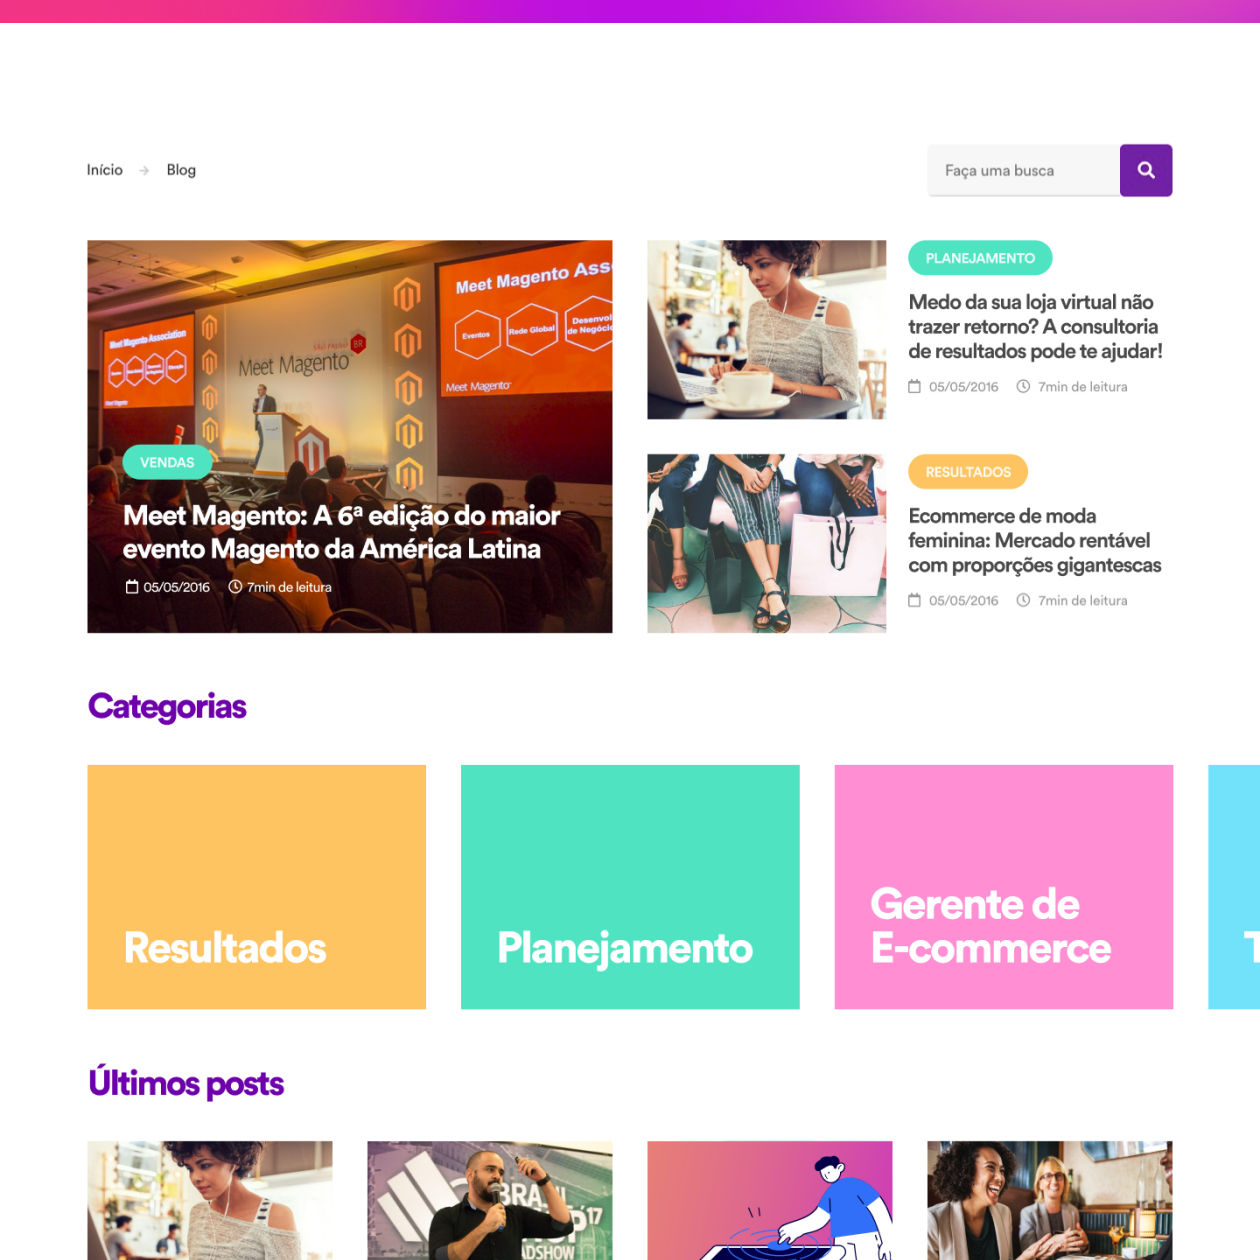 Início
Blog
Faça uma busca
Meet Magento Association
Meet Magento Asso
Eventos
Rede Global
Desenvol
de Negócio
SÃO PAULO
BR
Meet Magento
Meet Magento
VENDAS
Meet Magento: A 6ª edição do maior
evento Magento da América Latina
05/05/2016
7min de leitura
PLANEJAMENTO
Medo da sua loja virtual não
trazer retorno? A consultoria
de resultados pode te ajudar!
05/05/2016
7min de leitura
RESULTADOS
Ecommerce de moda
feminina: Mercado rentável
com proporções gigantescas
05/05/2016
7min de leitura
Categorias
Resultados
Planejamento
Gerente de
E-commerce
T
Últimos posts
'17